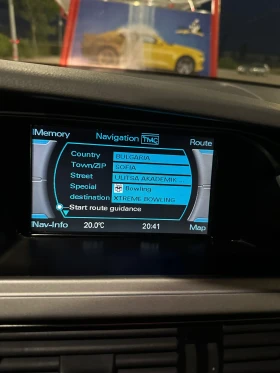 Memory
Navigation TMC
Route
Country BULGARIA
Town/ZIP SOFIA
Street ULITSA AKADEMIK
Special Bowling
destination XTREME BOWLING
Start route guidance
Nav-Info 20.0°C 20:41 Map